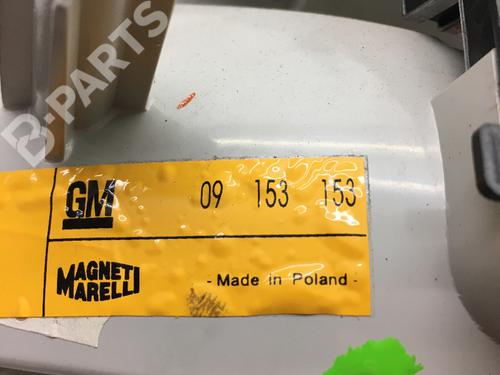 B-PARTS
GM 09 153 153
MAGNETI
MARELLI
- Made in Poland -